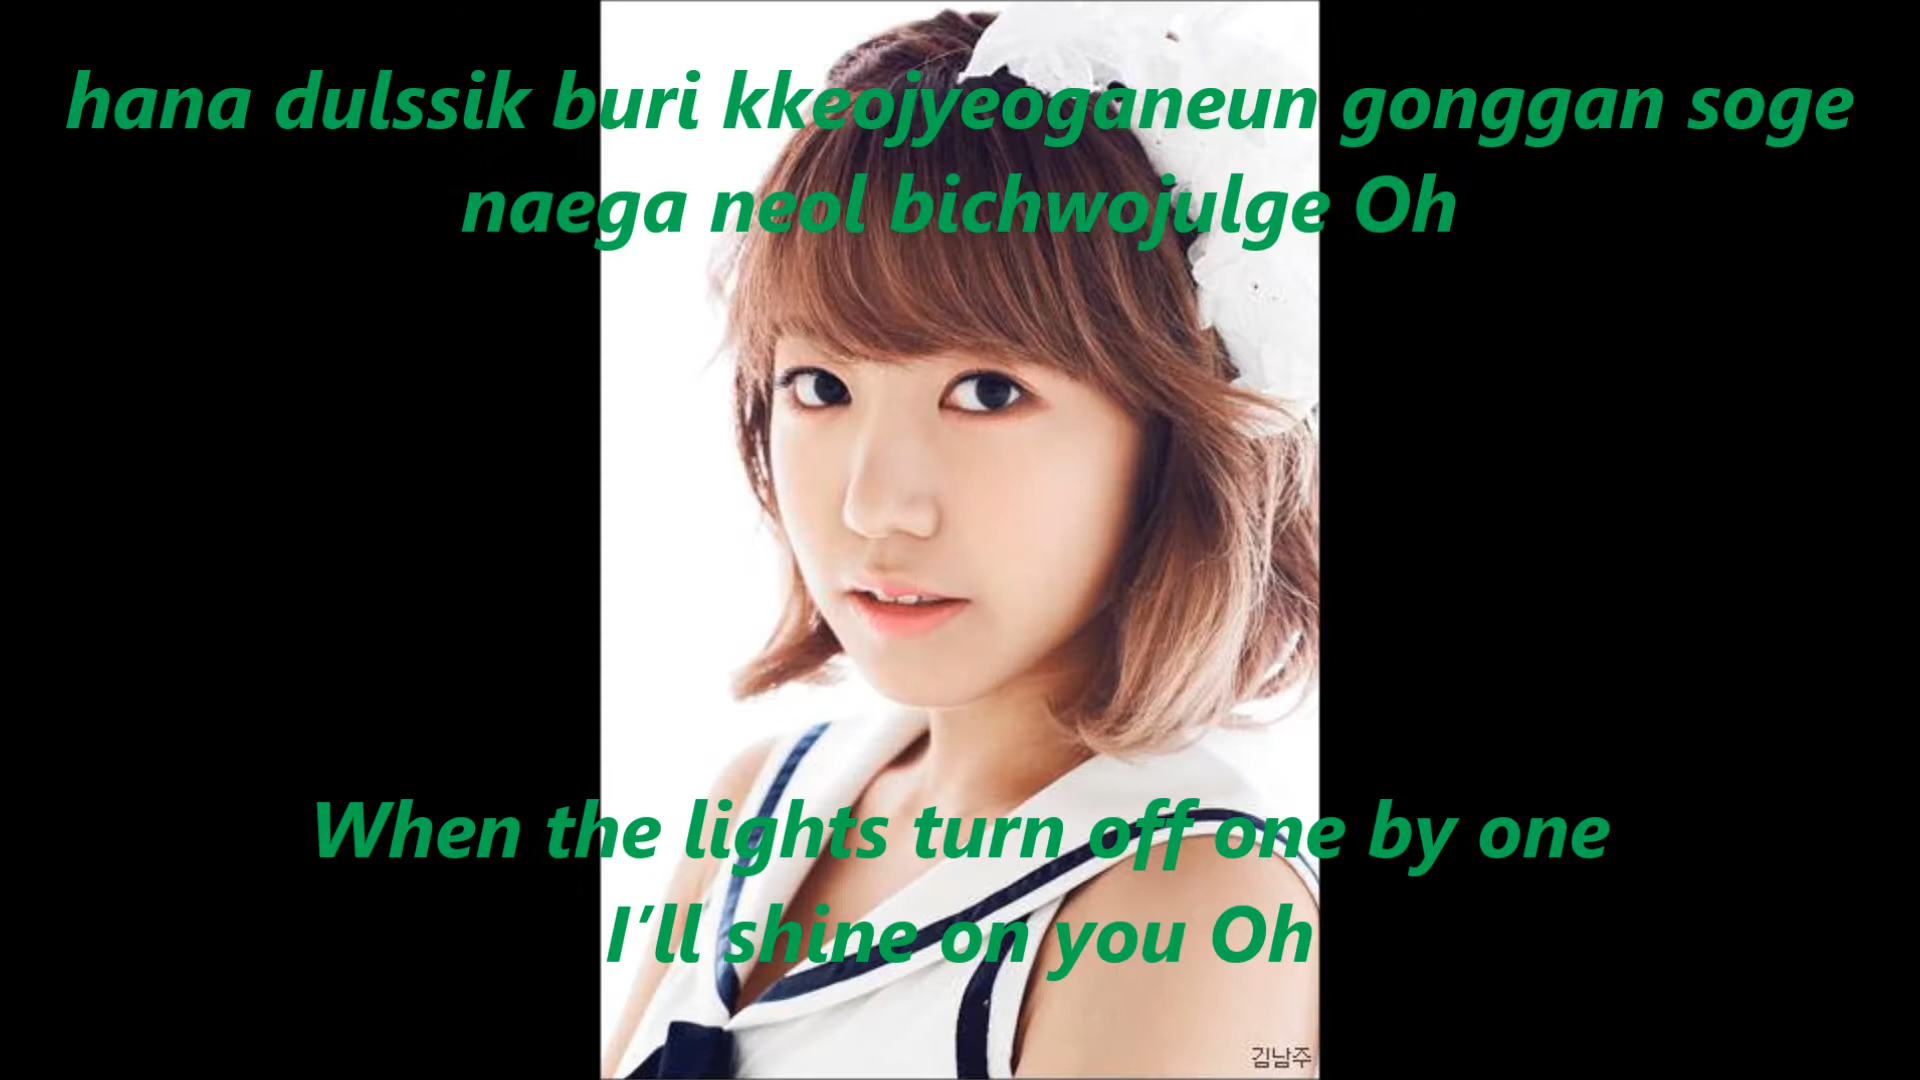 hana dulssik buri kkeojyeoganeun gonggan soge
naega neol bichwojulge Oh
When the lights turn off one by one
I’ll shine on you Oh
김남주